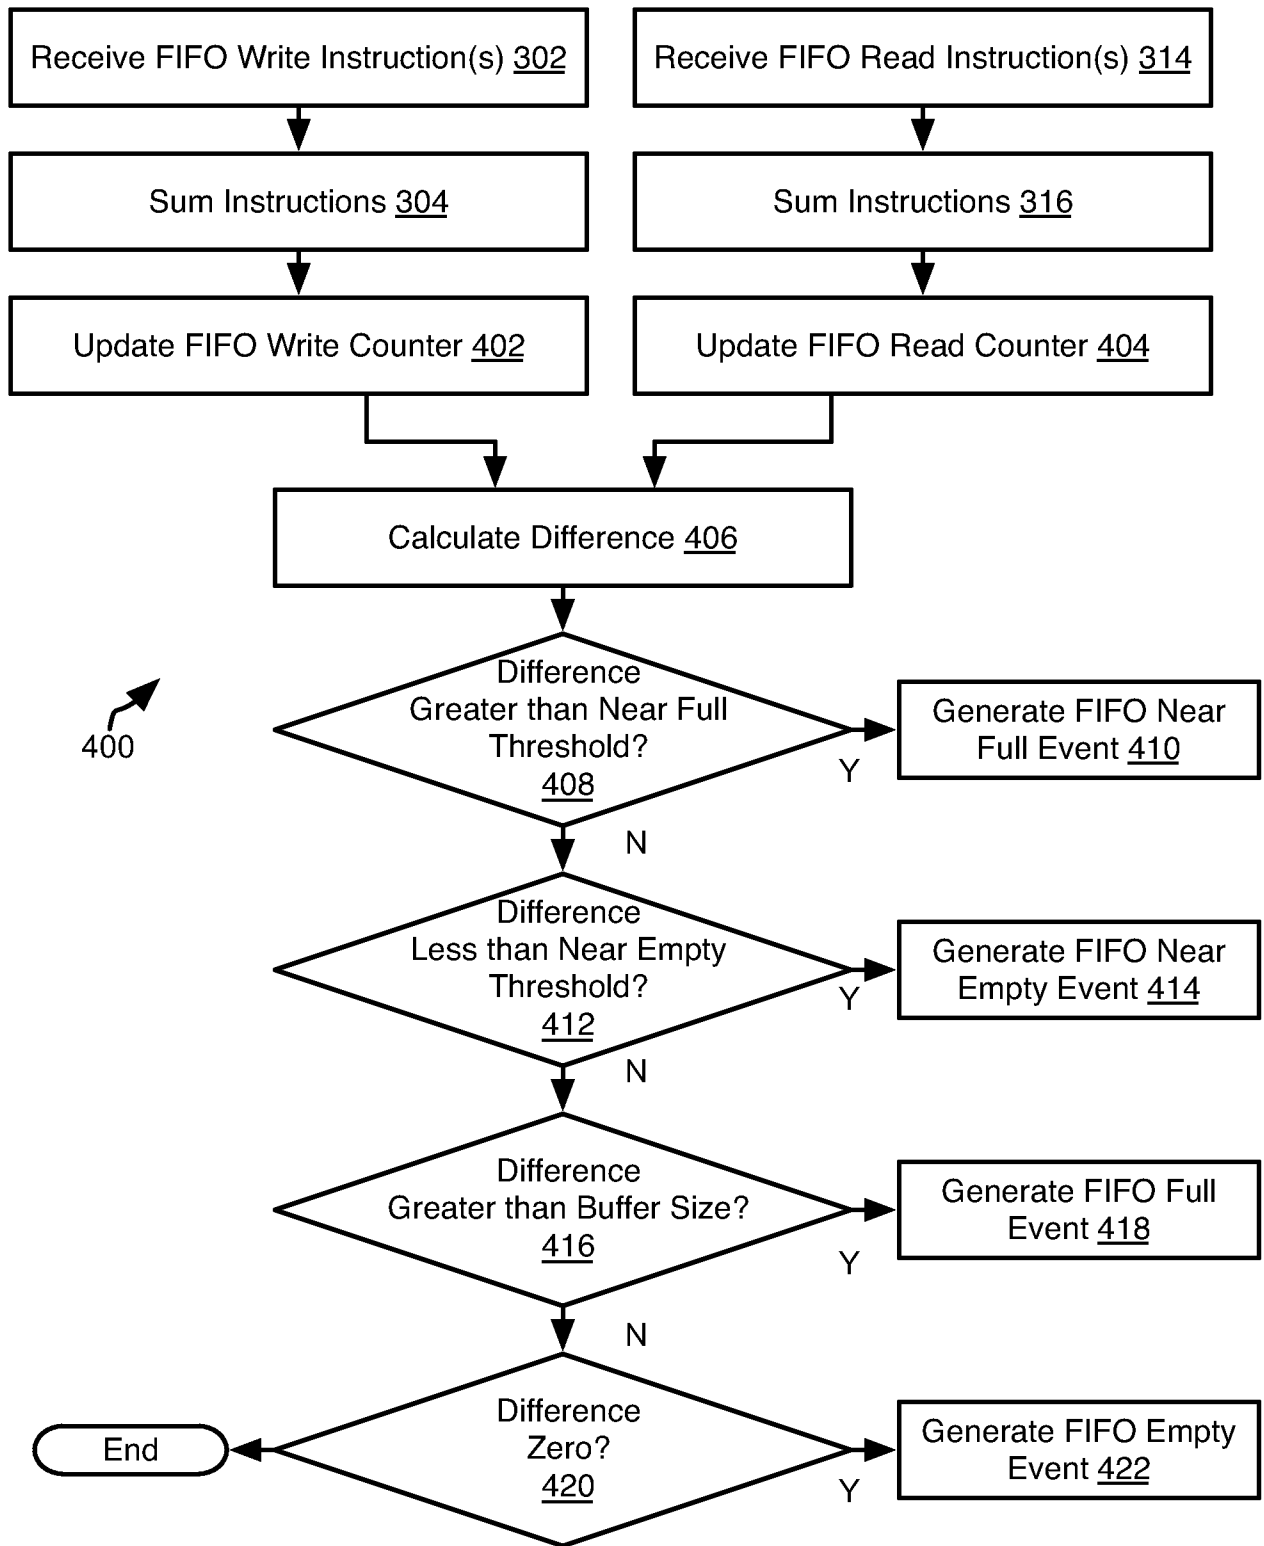 Receive FIFO Write Instruction(s) 302
Receive FIFO Read Instruction(s) 314
Sum Instructions 304
Sum Instructions 316
Update FIFO Write Counter 402
Update FIFO Read Counter 404
Calculate Difference 406
Difference
Greater than Near Full
Threshold?
408
Y
Generate FIFO Near
Full Event 410
400
N
Difference
Less than Near Empty
Threshold?
412
Y
Generate FIFO Near
Empty Event 414
N
Difference
Greater than Buffer Size?
416
Y
Generate FIFO Full
Event 418
N
Difference
Zero?
420
Y
Generate FIFO Empty
Event 422
End